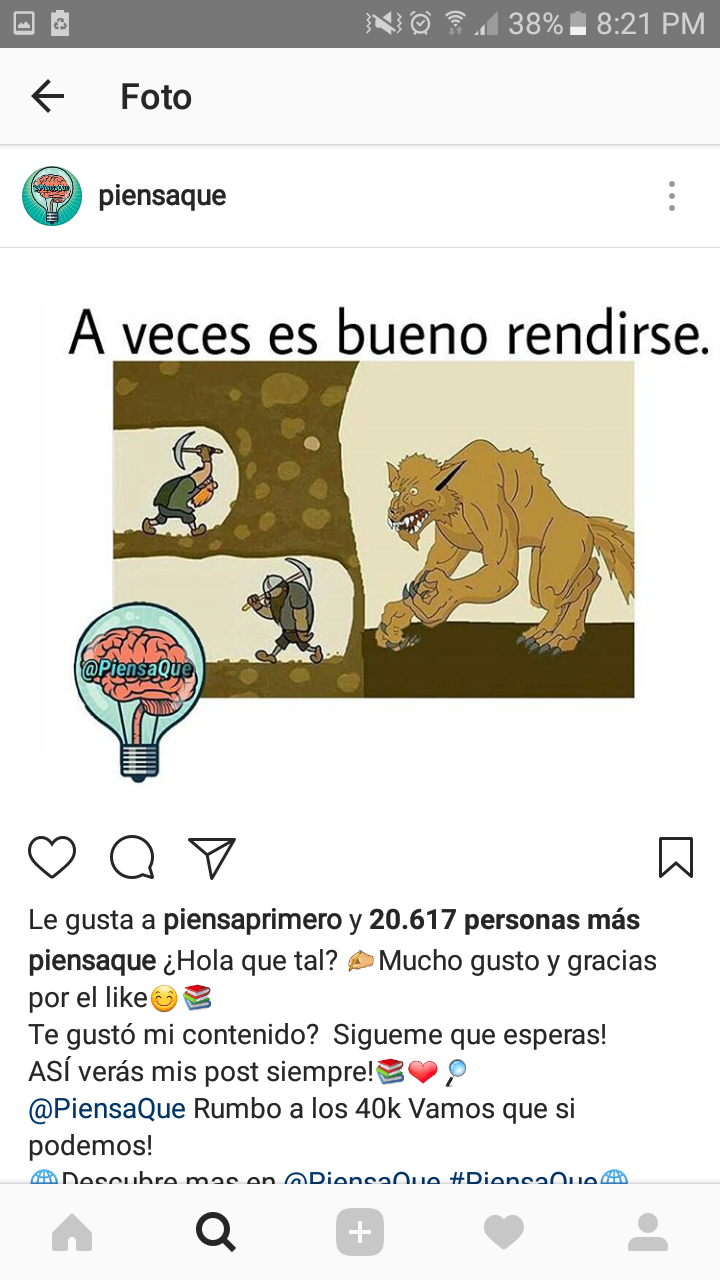 38% 8:21 PM
Foto
piensaque
A veces es bueno rendirse.
@PiensaQue
Le gusta a piensaprimero y 20.617 personas más
piensaque ¿Hola que tal? ✍Mucho gusto y gracias
por el like😊📚
Te gustó mi contenido? Sigueme que esperas!
ASÍ verás mis post siempre!📚❤🔎
@PiensaQue Rumbo a los 40k Vamos que si
podemos!
🌐Descubre mas en @PiensaQue #PiensaQue🌐